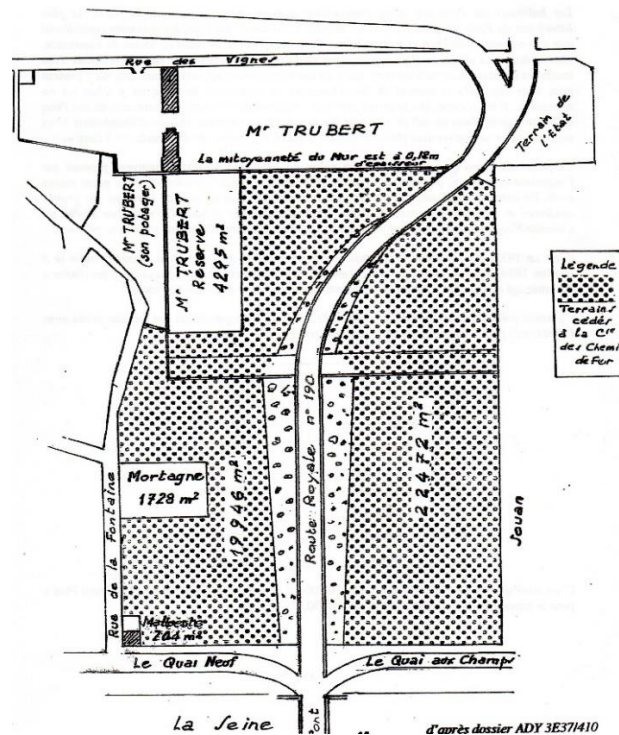 Rue des Vignes
Mr TRUBERT
La mitoyenneté du Mur est à 0,18m
d'épaisseur
Terrain de
l'Etat
Mr TRUBERT
(son potager)
Mr TRUBERT
Réserve
4295 m²
Légende
Terrains
cédés
à la Cie
des Chemi
de Fer
Route Royale n° 190
19946 m²
22472 m²
Mortagne
1728 m²
Jouan
Rue de la Fontaine
204 m²
Le Quai Neuf
Le Quai aux Champs
La Seine
Pont
d'après dossier ADY 3E37/410